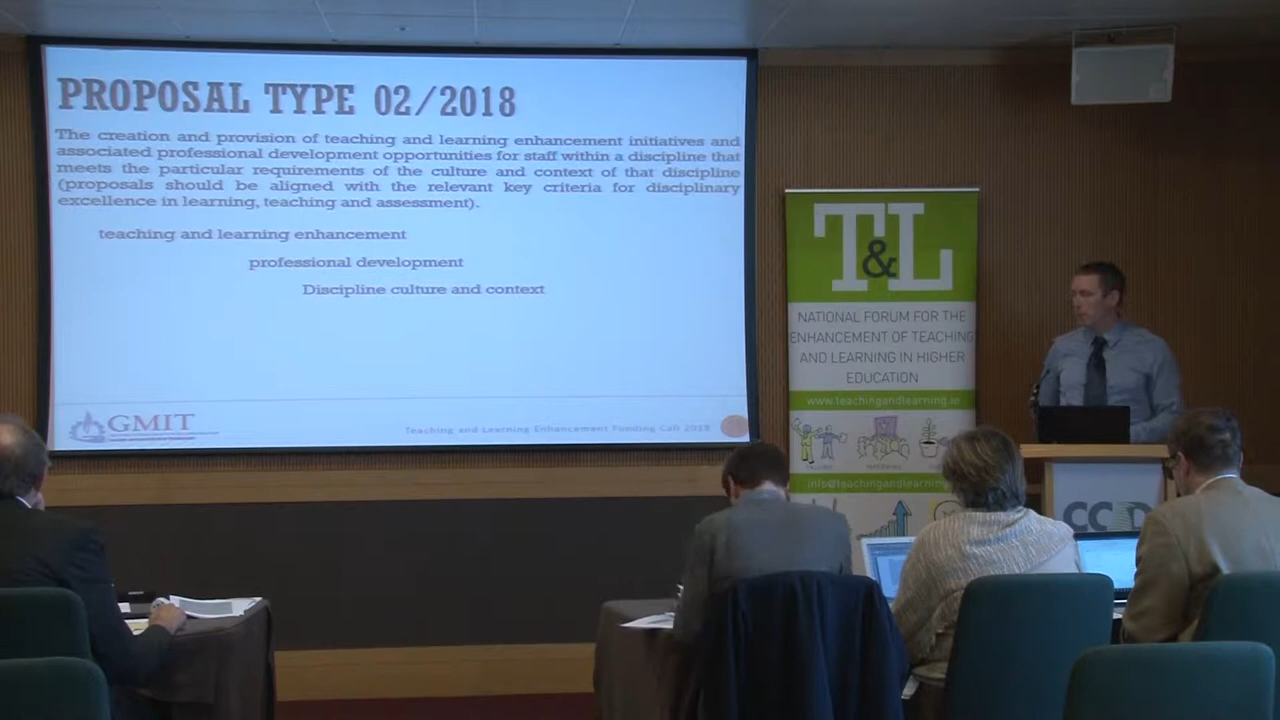 PROPOSAL TYPE 02/2018
The creation and provision of teaching and learning enhancement initiatives and
associated professional development opportunities for staff within a discipline that
meets the particular requirements of the culture and context of that discipline
(proposals should be aligned with the relevant key criteria for disciplinary
excellence in learning, teaching and assessment).
teaching and learning enhancement
professional development
Discipline culture and context
GMIT
Teaching and Learning Enhancement Funding Call 2018
T&L
NATIONAL FORUM FOR THE
ENHANCEMENT OF TEACHING
AND LEARNING IN HIGHER
EDUCATION
www.teachingandlearning.ie
info@teachingandlearning